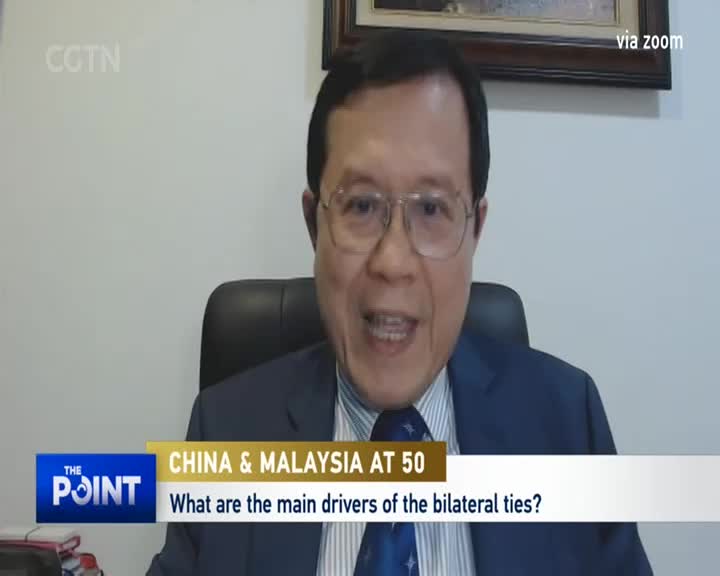 CGTN
via zoom
CHINA & MALAYSIA AT 50
THE
POINT
What are the main drivers of the bilateral ties?